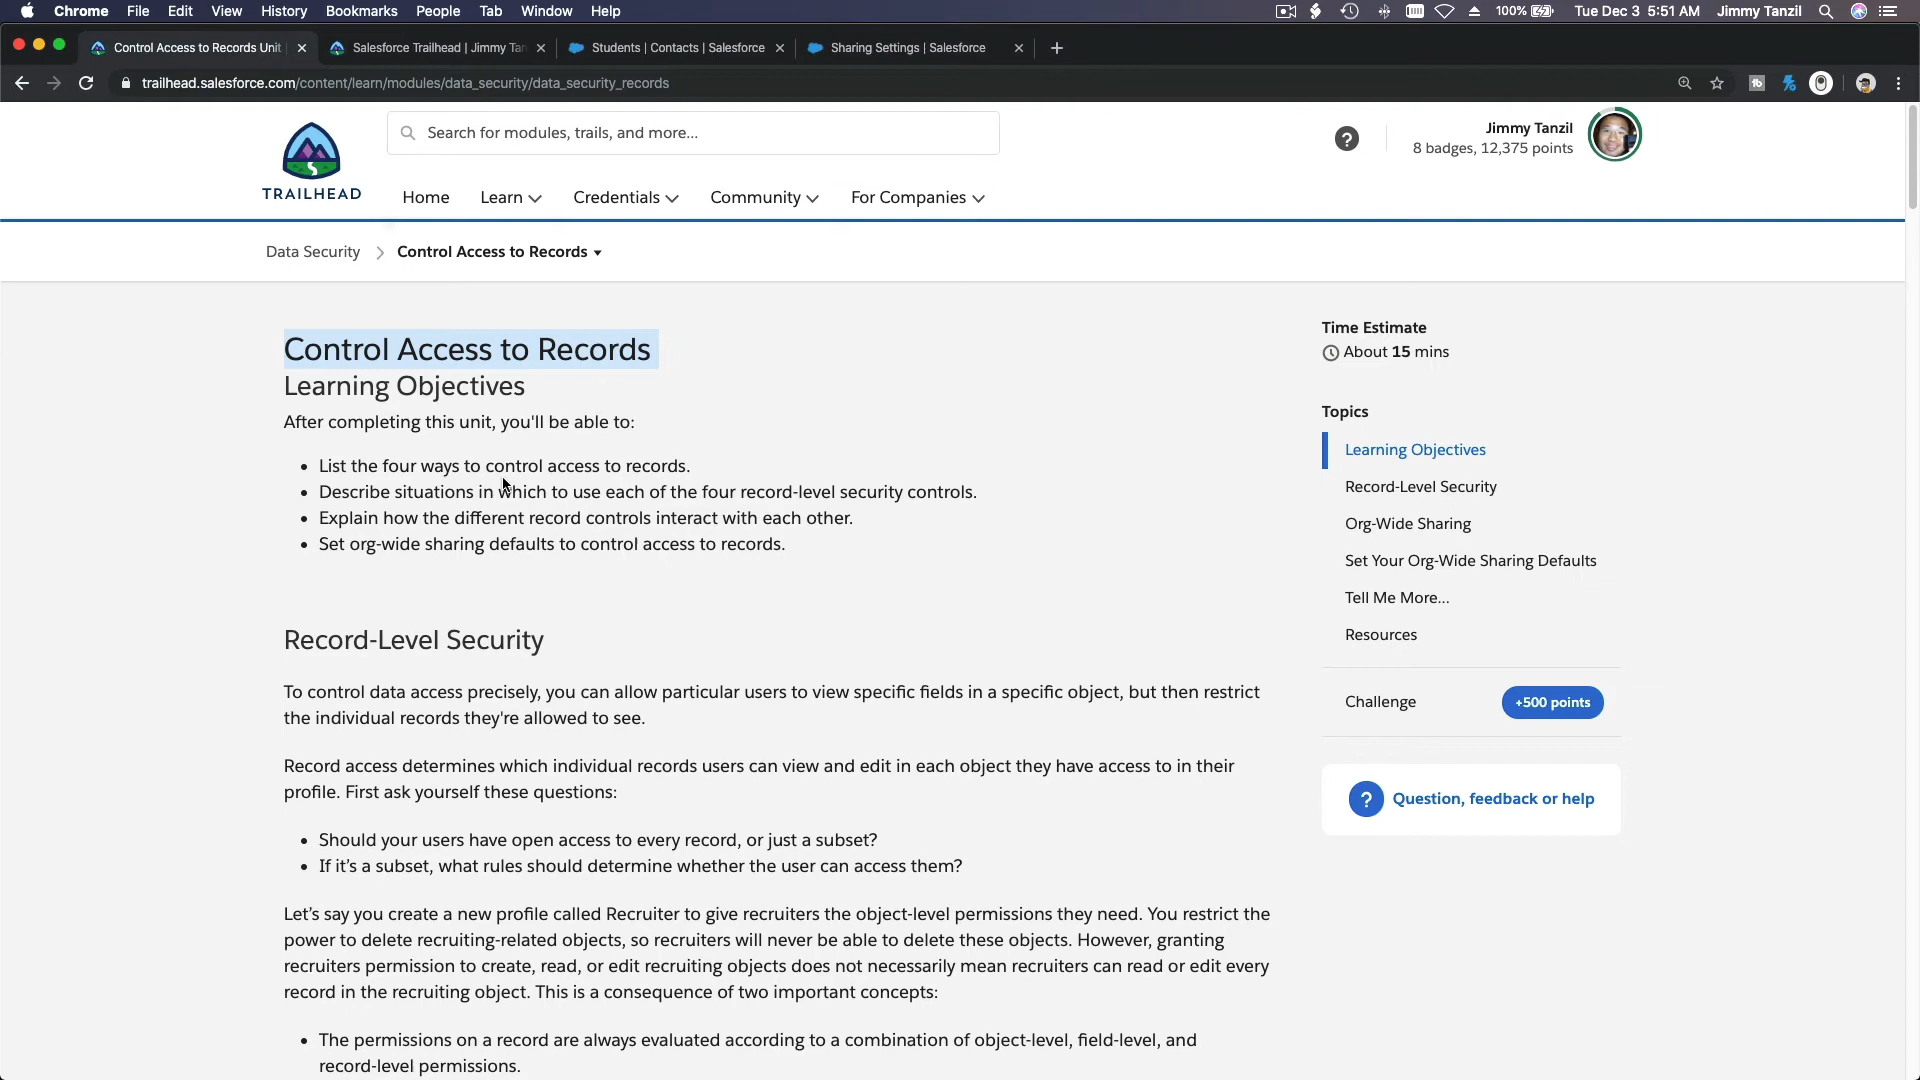 Chrome File Edit View History Bookmarks People Tab Window Help 100% Tue Dec 3 5:51 AM Jimmy Tanzil
Control Access to Records Unit Salesforce Trailhead | Jimmy Tan Students | Contacts | Salesforce Sharing Settings | Salesforce
trailhead.salesforce.com/content/learn/modules/data_security/data_security_records
TRAILHEAD
Search for modules, trails, and more...
Jimmy Tanzil
8 badges, 12,375 points
Home Learn Credentials Community For Companies
Data Security Control Access to Records
Control Access to Records
Learning Objectives
After completing this unit, you'll be able to:
• List the four ways to control access to records.
• Describe situations in which to use each of the four record-level security controls.
• Explain how the different record controls interact with each other.
• Set org-wide sharing defaults to control access to records.
Record-Level Security
To control data access precisely, you can allow particular users to view specific fields in a specific object, but then restrict
the individual records they're allowed to see.
Record access determines which individual records users can view and edit in each object they have access to in their
profile. First ask yourself these questions:
• Should your users have open access to every record, or just a subset?
• If it’s a subset, what rules should determine whether the user can access them?
Let’s say you create a new profile called Recruiter to give recruiters the object-level permissions they need. You restrict the
power to delete recruiting-related objects, so recruiters will never be able to delete these objects. However, granting
recruiters permission to create, read, or edit recruiting objects does not necessarily mean recruiters can read or edit every
record in the recruiting object. This is a consequence of two important concepts:
• The permissions on a record are always evaluated according to a combination of object-level, field-level, and
record-level permissions.
Time Estimate
About 15 mins
Topics
Learning Objectives
Record-Level Security
Org-Wide Sharing
Set Your Org-Wide Sharing Defaults
Tell Me More...
Resources
Challenge +500 points
? Question, feedback or help